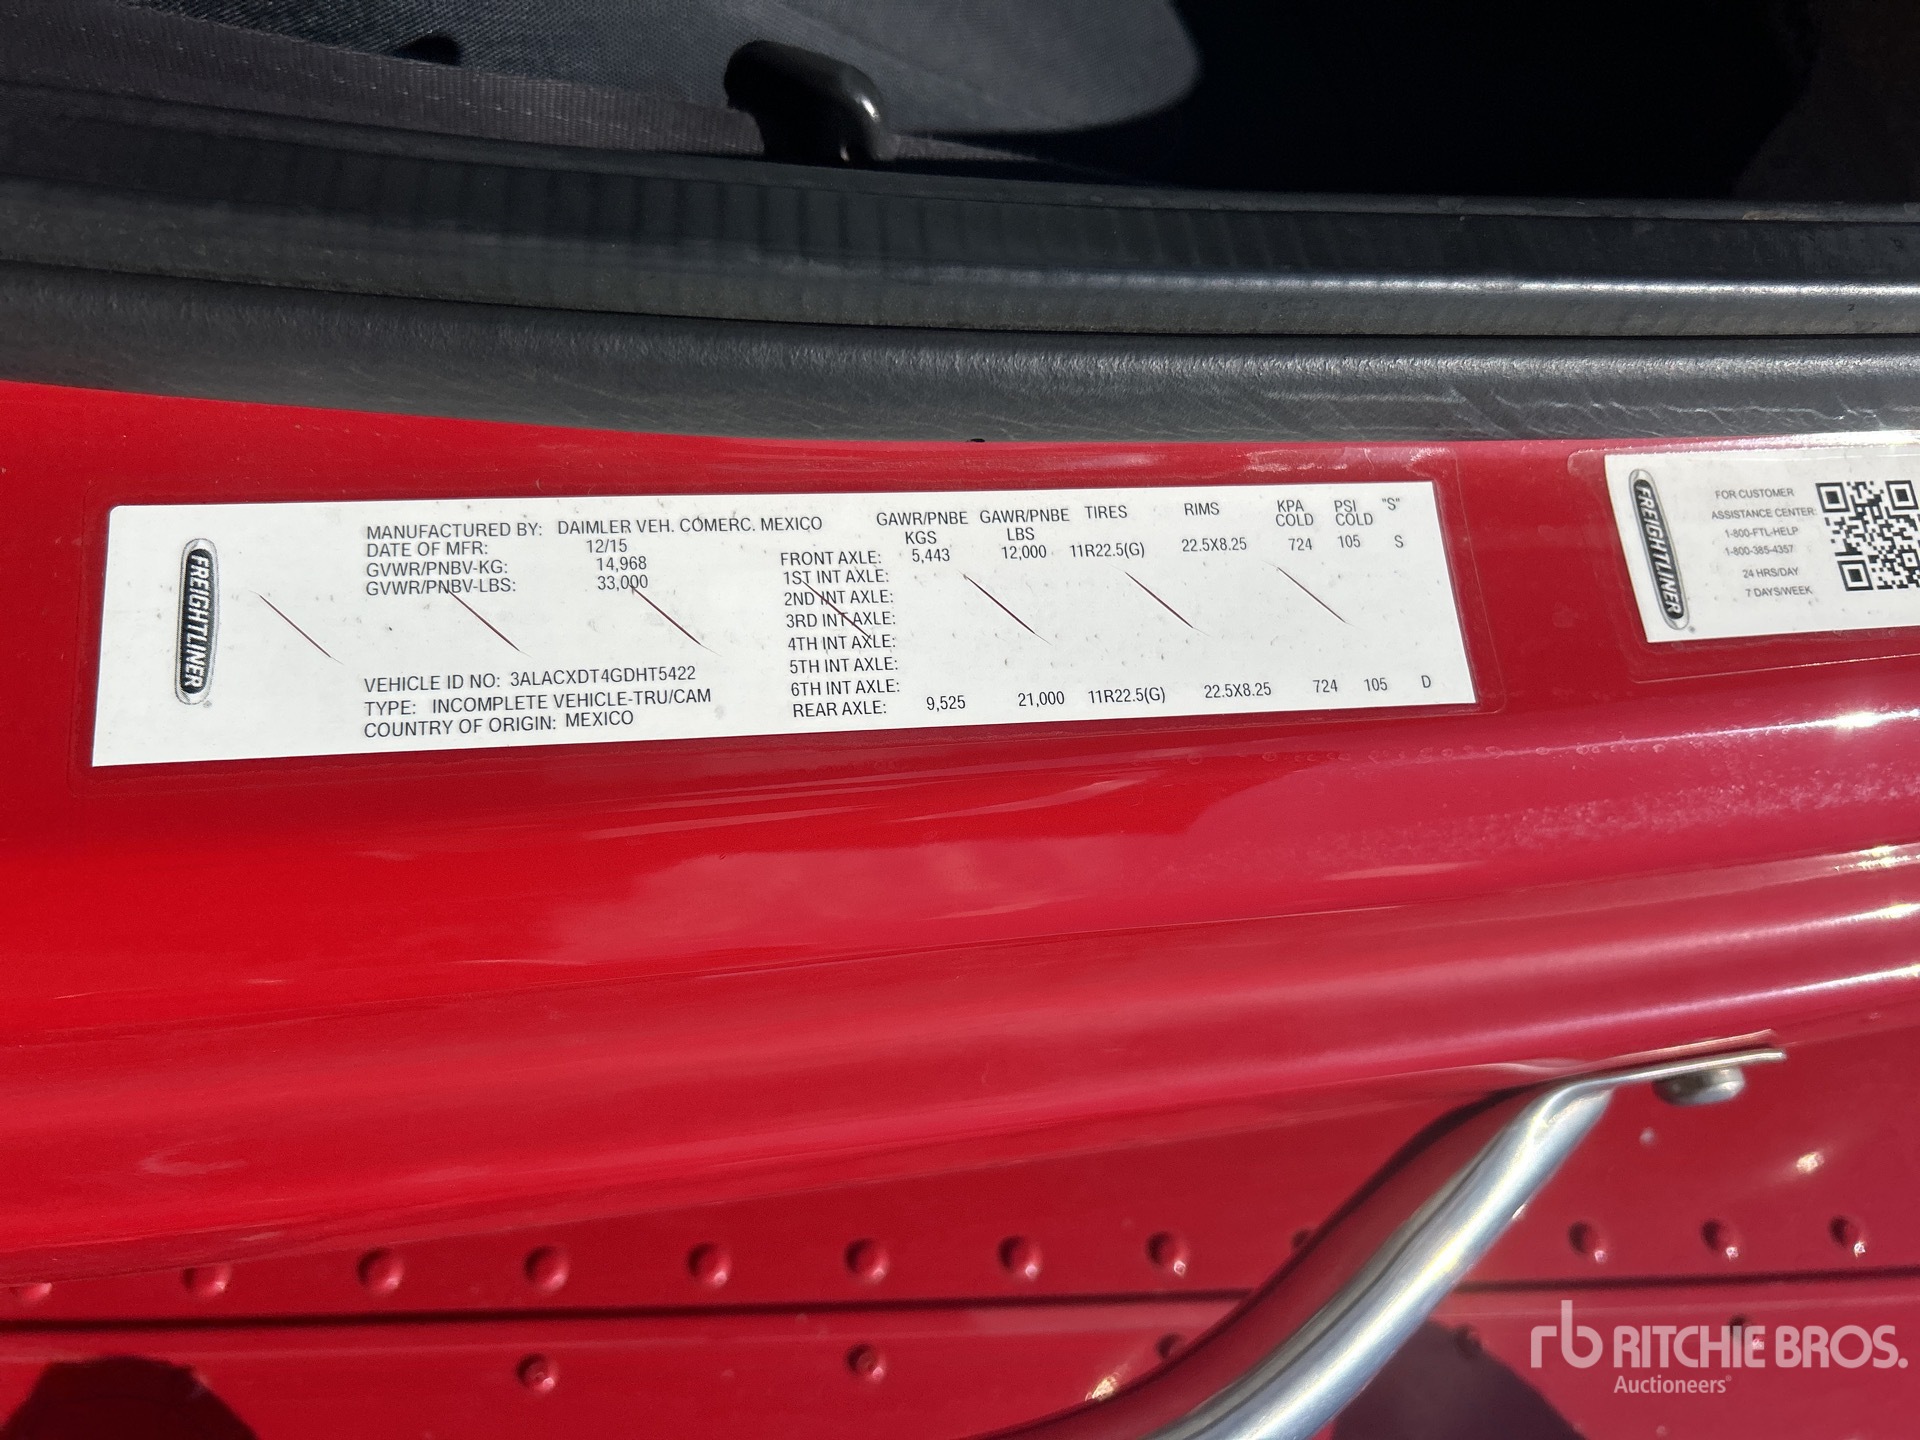 FREIGHTLINER
MANUFACTURED BY: DAIMLER VEH. COMERC. MEXICO
DATE OF MFR: 12/15
GVWR/PNBV-KG: 14,968
GVWR/PNBV-LBS: 33,000
VEHICLE ID NO: 3ALACXDT4GDHT5422
TYPE: INCOMPLETE VEHICLE-TRU/CAM
COUNTRY OF ORIGIN: MEXICO
GAWR/PNBE KGS GAWR/PNBE LBS TIRES RIMS KPA COLD PSI COLD "S"
FRONT AXLE: 5,443 12,000 11R22.5(G) 22.5X8.25 724 105 S
1ST INT AXLE:
2ND INT AXLE:
3RD INT AXLE:
4TH INT AXLE:
5TH INT AXLE:
6TH INT AXLE:
REAR AXLE: 9,525 21,000 11R22.5(G) 22.5X8.25 724 105 D
FREIGHTLINER
FOR CUSTOMER
ASSISTANCE CENTER:
1-800-FTL-HELP
1-800-385-4357
24 HRS/DAY
7 DAYS/WEEK
rb RITCHIE BROS.
Auctioneers